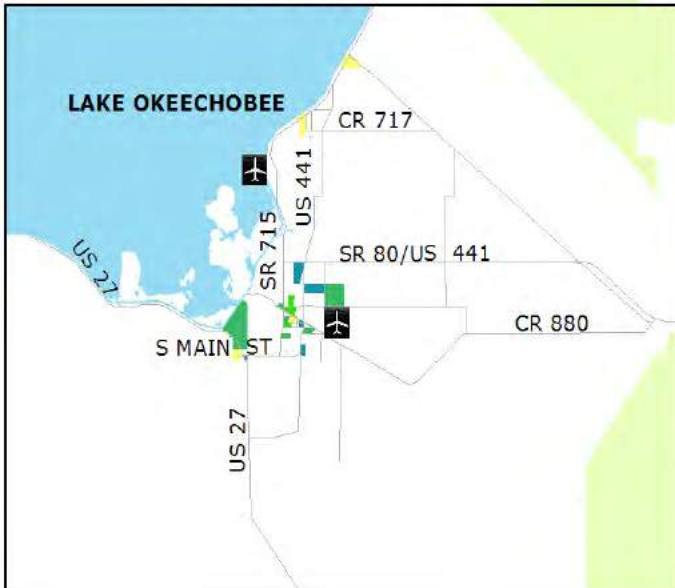 LAKE OKEECHOBEE
CR 717
US 441
SR 715
US 27
SR 80/US 441
CR 880
S MAIN ST
US 27